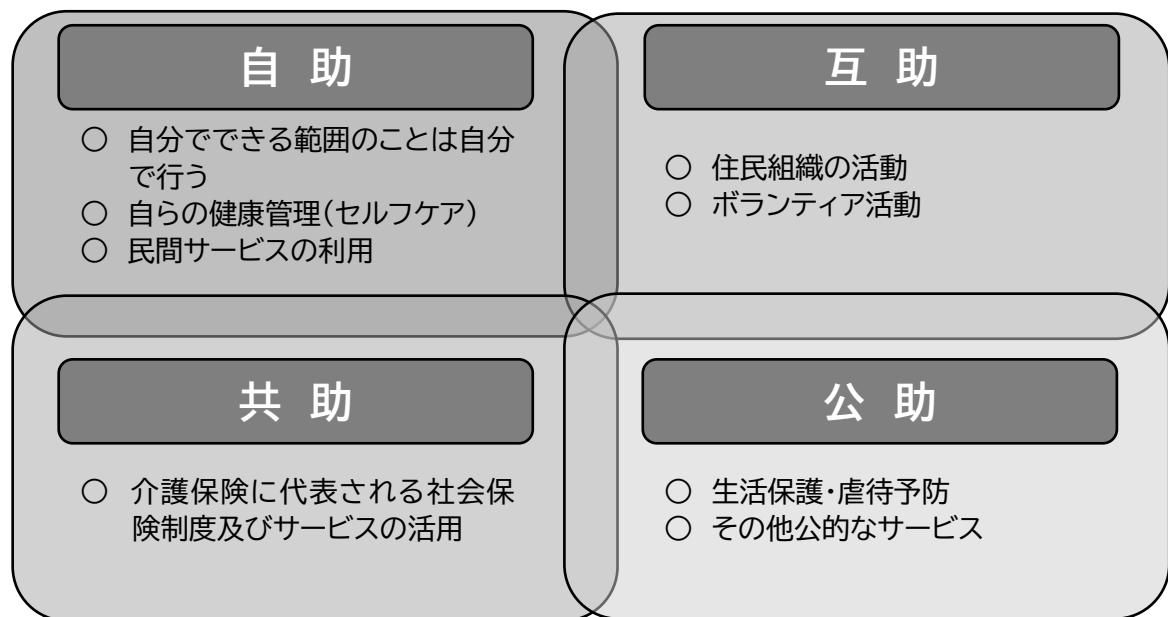 自 助
○ 自分でできる範囲のことは自分
で行う
○ 自らの健康管理(セルフケア)
○ 民間サービスの利用
互 助
○ 住民組織の活動
○ ボランティア活動
共 助
○ 介護保険に代表される社会保
険制度及びサービスの活用
公 助
○ 生活保護・虐待予防
○ その他公的なサービス